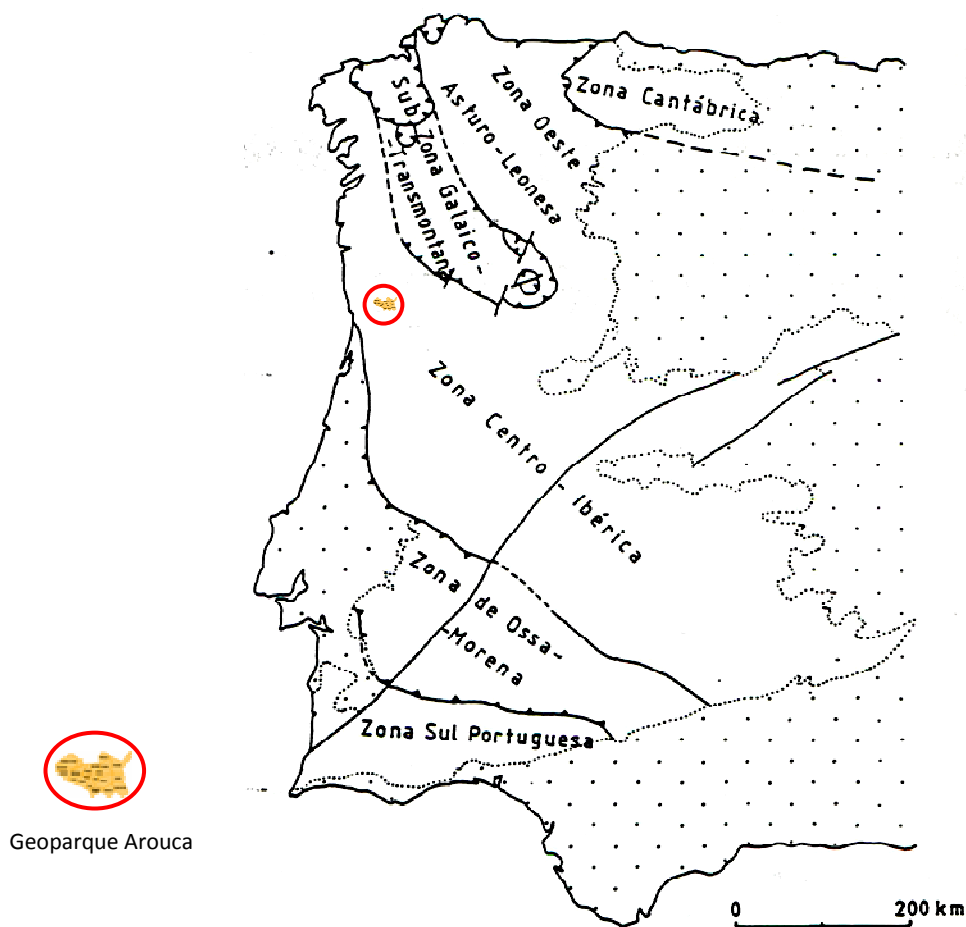 Zona Cantábrica
Zona Oeste
Asturo-Leonesa
Sub
Zona Galaico-
-Transmontana
Zona Centro - Ibérica
Zona de Ossa-
-Morena
Zona Sul Portuguesa
Geoparque Arouca
0 200 km